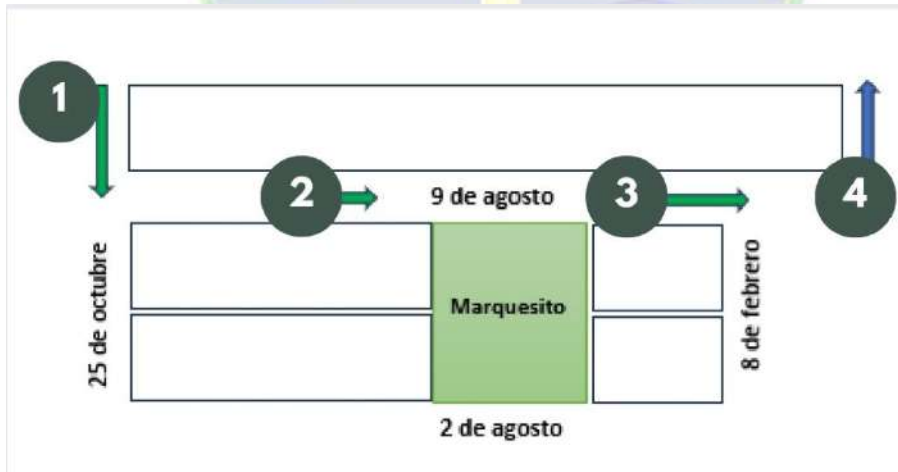 1
2
9 de agosto
3
4
25 de octubre
Marquesito
8 de febrero
2 de agosto